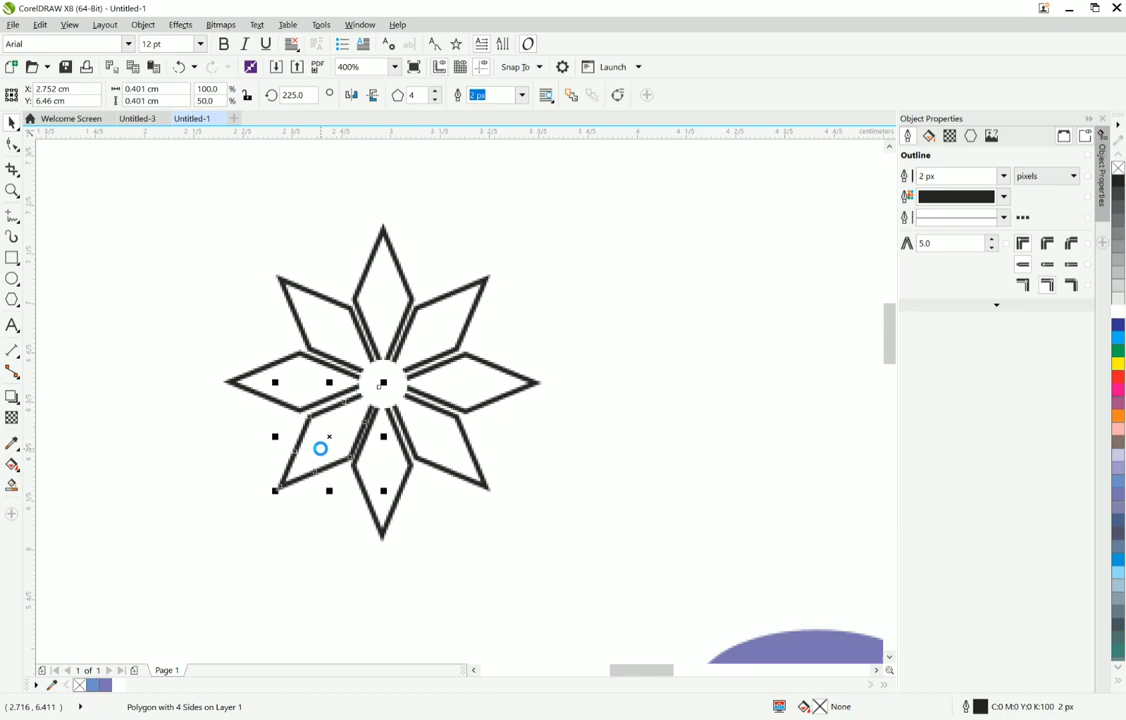 CorelDRAW X8 (64-Bit) - Untitled-1
File Edit View Layout Object Effects Bitmaps Text Table Tools Window Help
Arial 12 pt B I U
PDF 400% Snap To Launch
X: 2.752 cm 0.401 cm 100.0 % 225.0 4 2 px
Y: 6.46 cm 0.401 cm 50.0 %
Welcome Screen Untitled-3 Untitled-1
centimeters
Object Properties
Outline
2 px pixels
5.0
Object Properties
1 of 1 Page 1
(2.716, 6.411 ) Polygon with 4 Sides on Layer 1 None C:0 M:0 Y:0 K:100 2 px